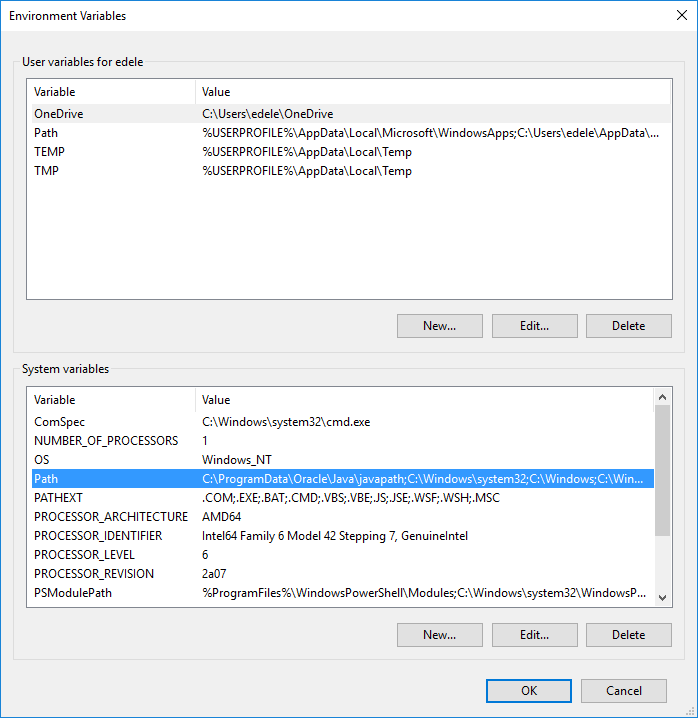 Environment Variables
User variables for edele
Variable Value
OneDrive C:\Users\edele\OneDrive
Path %USERPROFILE%\AppData\Local\Microsoft\WindowsApps;C:\Users\edele\AppData\...
TEMP %USERPROFILE%\AppData\Local\Temp
TMP %USERPROFILE%\AppData\Local\Temp
New... Edit... Delete
System variables
Variable Value
ComSpec C:\Windows\system32\cmd.exe
NUMBER_OF_PROCESSORS 1
OS Windows_NT
Path C:\ProgramData\Oracle\Java\javapath;C:\Windows\system32;C:\Windows;C:\Win...
PATHEXT .COM;.EXE;.BAT;.CMD;.VBS;.VBE;.JS;.JSE;.WSF;.WSH;.MSC
PROCESSOR_ARCHITECTURE AMD64
PROCESSOR_IDENTIFIER Intel64 Family 6 Model 42 Stepping 7, GenuineIntel
PROCESSOR_LEVEL 6
PROCESSOR_REVISION 2a07
PSModulePath %ProgramFiles%\WindowsPowerShell\Modules;C:\Windows\system32\WindowsP...
New... Edit... Delete
OK Cancel